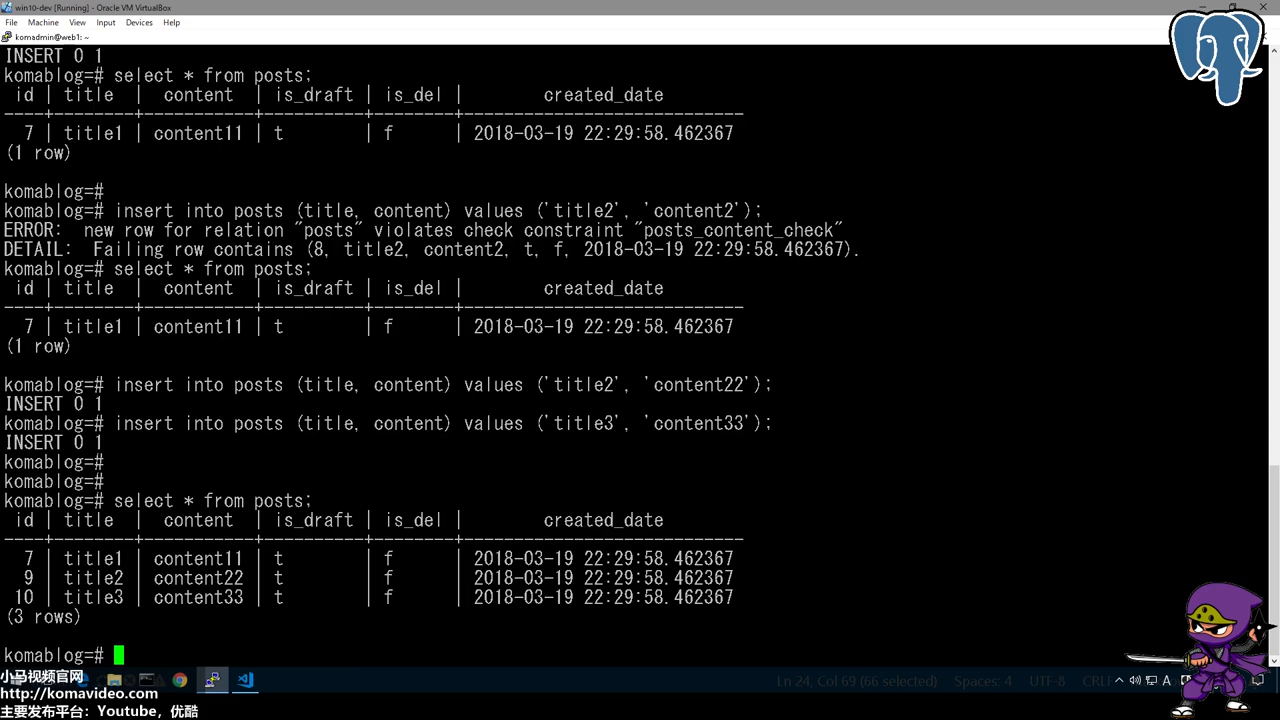 win10-dev [Running] - Oracle VM VirtualBox
File Machine View Input Devices Help
komadmin@web1: ~
INSERT 0 1
komablog=# select * from posts;
 id | title  | content   | is_draft | is_del |        created_date
----+--------+-----------+----------+--------+----------------------------
  7 | title1 | content11 | t        | f      | 2018-03-19 22:29:58.462367
(1 row)
komablog=#
komablog=# insert into posts (title, content) values ('title2', 'content2');
ERROR:  new row for relation "posts" violates check constraint "posts_content_check"
DETAIL:  Failing row contains (8, title2, content2, t, f, 2018-03-19 22:29:58.462367).
komablog=# select * from posts;
 id | title  | content   | is_draft | is_del |        created_date
----+--------+-----------+----------+--------+----------------------------
  7 | title1 | content11 | t        | f      | 2018-03-19 22:29:58.462367
(1 row)
komablog=# insert into posts (title, content) values ('title2', 'content22');
INSERT 0 1
komablog=# insert into posts (title, content) values ('title3', 'content33');
INSERT 0 1
komablog=#
komablog=#
komablog=# select * from posts;
 id | title  | content   | is_draft | is_del |        created_date
----+--------+-----------+----------+--------+----------------------------
  7 | title1 | content11 | t        | f      | 2018-03-19 22:29:58.462367
  9 | title2 | content22 | t        | f      | 2018-03-19 22:29:58.462367
 10 | title3 | content33 | t        | f      | 2018-03-19 22:29:58.462367
(3 rows)
komablog=#
小马视频官网
http://komavideo.com
主要发布平台：Youtube，优酷
Ln 24, Col 69 (66 selected) Spaces: 4 UTF-8 CRL